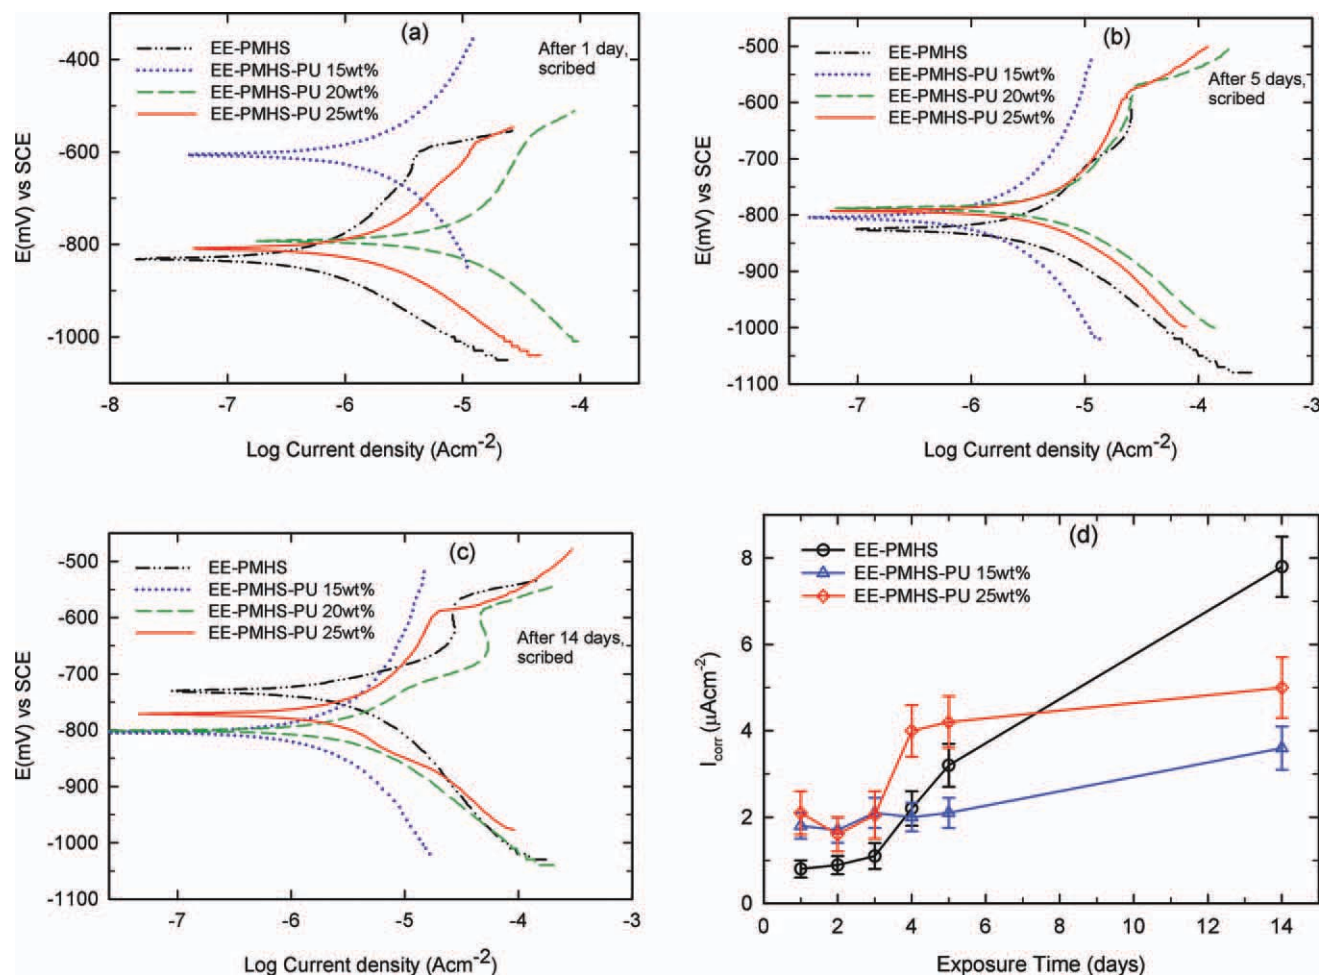 (a)
EE-PMHS
EE-PMHS-PU 15wt%
EE-PMHS-PU 20wt%
EE-PMHS-PU 25wt%
After 1 day,
scribed
-400
-600
-800
-1000
E(mV) vs SCE
-8 -7 -6 -5 -4 -3
Log Current density (Acm-2)
(b)
EE-PMHS
EE-PMHS-PU 15wt%
EE-PMHS-PU 20wt%
EE-PMHS-PU 25wt%
After 5 days,
scribed
-500
-600
-700
-800
-900
-1000
-1100
E(mV) vs SCE
-7 -6 -5 -4 -3
Log Current density (Acm-2)
(c)
EE-PMHS
EE-PMHS-PU 15wt%
EE-PMHS-PU 20wt%
EE-PMHS-PU 25wt%
After 14 days,
scribed
-500
-600
-700
-800
-900
-1000
-1100
E(mV) vs SCE
-7 -6 -5 -4 -3
Log Current density (Acm-2)
(d)
EE-PMHS
EE-PMHS-PU 15wt%
EE-PMHS-PU 25wt%
8
6
4
2
0
Icorr (μAcm-2)
0 2 4 6 8 10 12 14
Exposure Time (days)